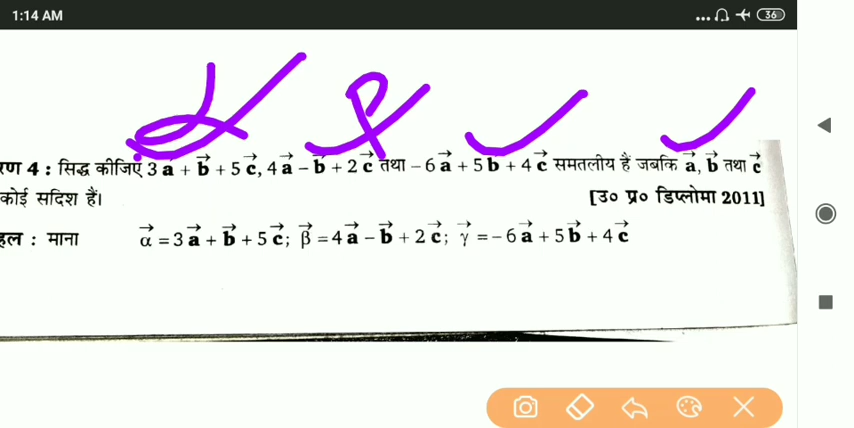 1:14 AM
36
रण 4 : सिद्ध कीजिए 3a⃗ + b⃗ + 5c⃗, 4a⃗ − b⃗ + 2c⃗ तथा − 6a⃗ + 5b⃗ + 4c⃗ समतलीय हैं जबकि a⃗, b⃗ तथा c⃗
कोई सदिश हैं। [उ० प्र० डिप्लोमा 2011]
हल : माना α⃗ = 3a⃗ + b⃗ + 5c⃗; β⃗ = 4a⃗ − b⃗ + 2c⃗; γ⃗ = − 6a⃗ + 5b⃗ + 4c⃗